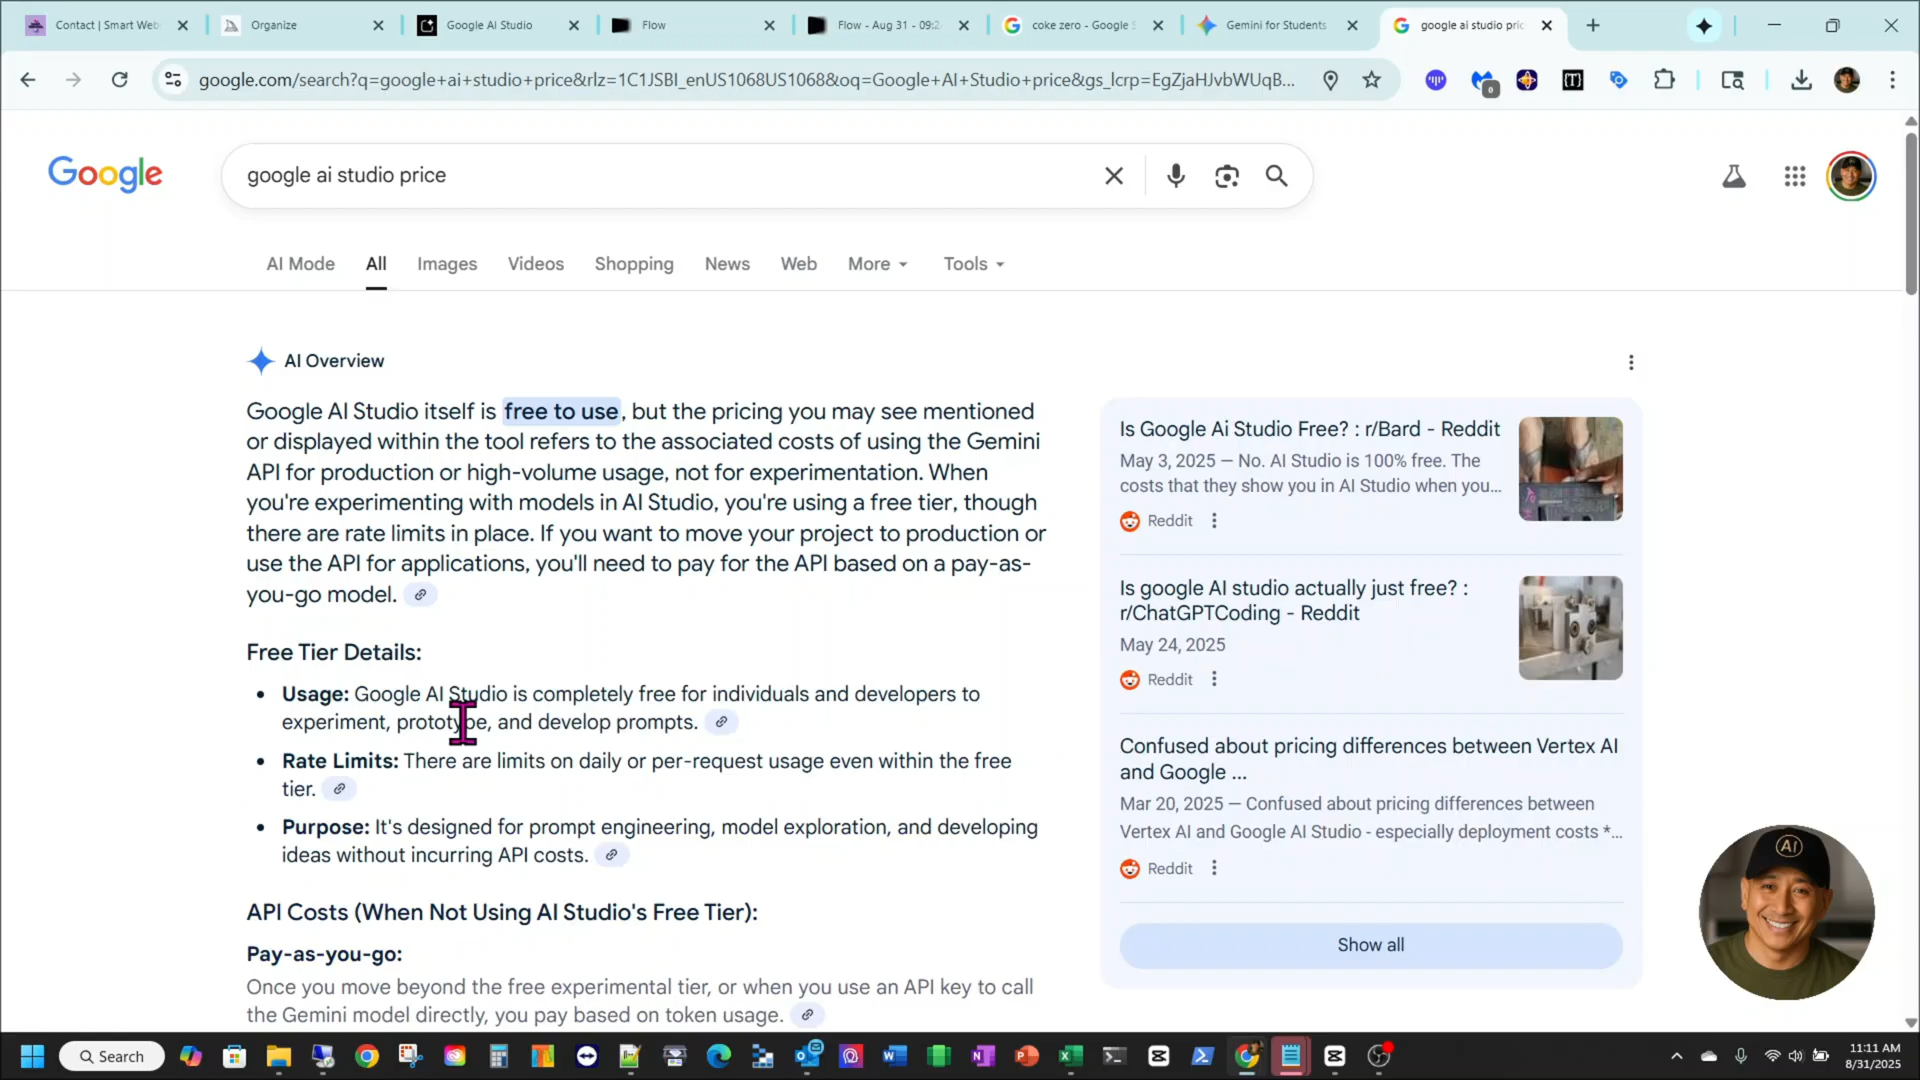 Contact | Smart Web
Organize
Google AI Studio
Flow
Flow - Aug 31 - 09:2
coke zero - Google S
Gemini for Students
google ai studio pric
google.com/search?q=google+ai+studio+price&rlz=1C1JSBI_enUS1068US1068&oq=Google+AI+Studio+price&gs_lcrp=EgZjaHJvbWUqB...
0
[T]
Google
google ai studio price
AI Mode
All
Images
Videos
Shopping
News
Web
More
Tools
AI Overview
Google AI Studio itself is free to use, but the pricing you may see mentioned
or displayed within the tool refers to the associated costs of using the Gemini
API for production or high-volume usage, not for experimentation. When
you're experimenting with models in AI Studio, you're using a free tier, though
there are rate limits in place. If you want to move your project to production or
use the API for applications, you'll need to pay for the API based on a pay-as-
you-go model.
Free Tier Details:
Usage: Google AI Studio is completely free for individuals and developers to
experiment, prototype, and develop prompts.
Rate Limits: There are limits on daily or per-request usage even within the free
tier.
Purpose: It's designed for prompt engineering, model exploration, and developing
ideas without incurring API costs.
API Costs (When Not Using AI Studio's Free Tier):
Pay-as-you-go:
Once you move beyond the free experimental tier, or when you use an API key to call
the Gemini model directly, you pay based on token usage.
Is Google Ai Studio Free? : r/Bard - Reddit
May 3, 2025 — No. AI Studio is 100% free. The
costs that they show you in AI Studio when you...
Reddit
Is google AI studio actually just free? :
r/ChatGPTCoding - Reddit
May 24, 2025
Reddit
Confused about pricing differences between Vertex AI
and Google ...
Mar 20, 2025 — Confused about pricing differences between
Vertex AI and Google AI Studio - especially deployment costs *...
Reddit
Show all
AI
Search
11:11 AM
8/31/2025